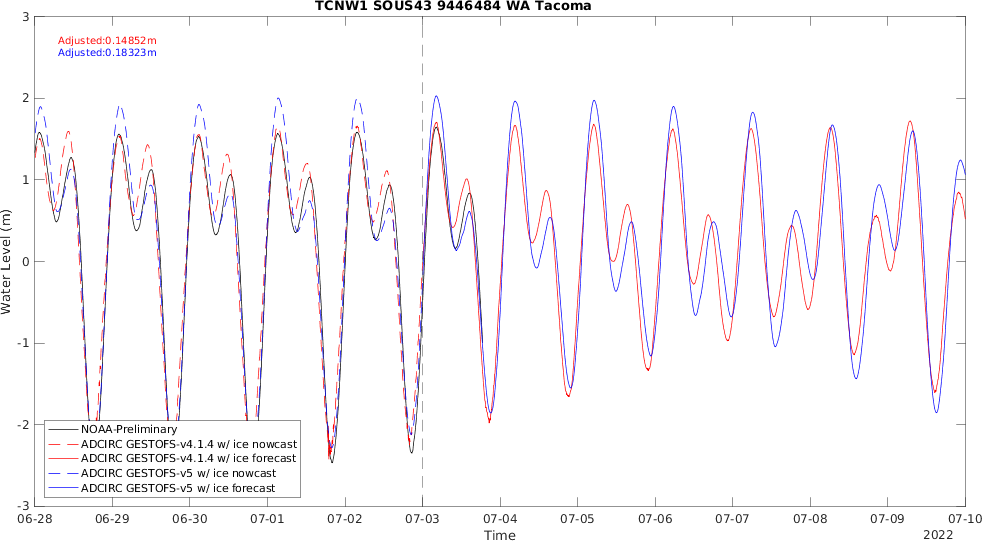 TCNW1 SOUS43 9446484 WA Tacoma
Adjusted:0.14852m
Adjusted:0.18323m
Water Level (m)
3
2
1
0
-1
-2
-3
NOAA-Preliminary
ADCIRC GESTOFS-v4.1.4 w/ ice nowcast
ADCIRC GESTOFS-v4.1.4 w/ ice forecast
ADCIRC GESTOFS-v5 w/ ice nowcast
ADCIRC GESTOFS-v5 w/ ice forecast
06-28 06-29 06-30 07-01 07-02 07-03 07-04 07-05 07-06 07-07 07-08 07-09 07-10
Time
2022